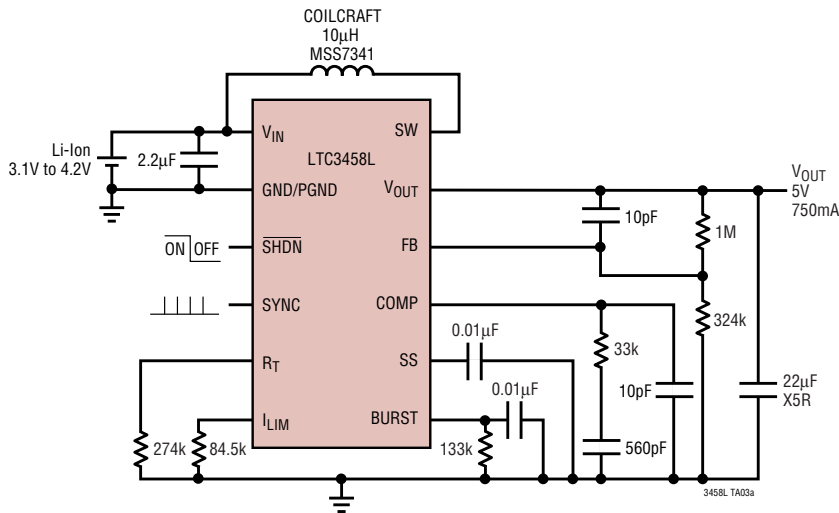 COILCRAFT
10µH
MSS7341
Li-Ion
3.1V to 4.2V
2.2µF
VIN
LTC3458L
SW
GND/PGND
VOUT
VOUT
5V
750mA
10pF
1M
ON OFF
SHDN
FB
SYNC
COMP
324k
0.01µF
33k
RT
SS
0.01µF
10pF
22µF
X5R
ILIM
BURST
274k
84.5k
133k
560pF
3458L TA03a